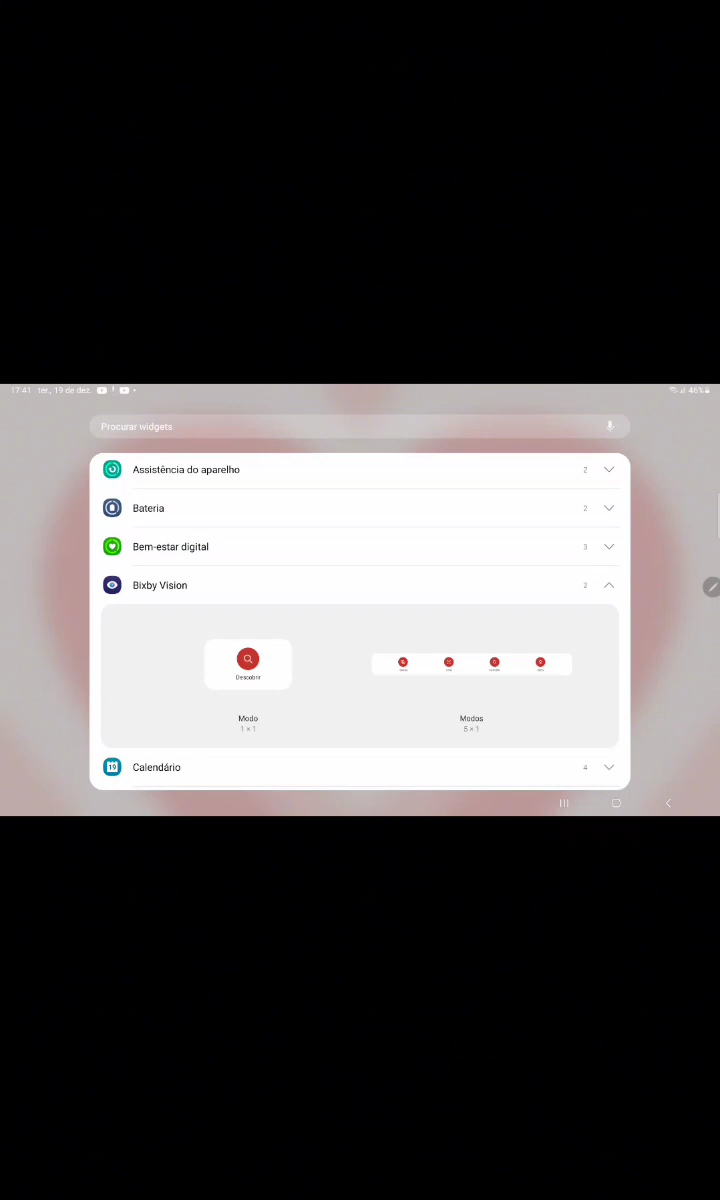 17:41 ter., 19 de dez.
46%
Procurar widgets
Assistência do aparelho 2
Bateria 2
Bem-estar digital 3
Bixby Vision 2
Descobrir
Modo
1 × 1
Modos
5 × 1
19
Calendário 4